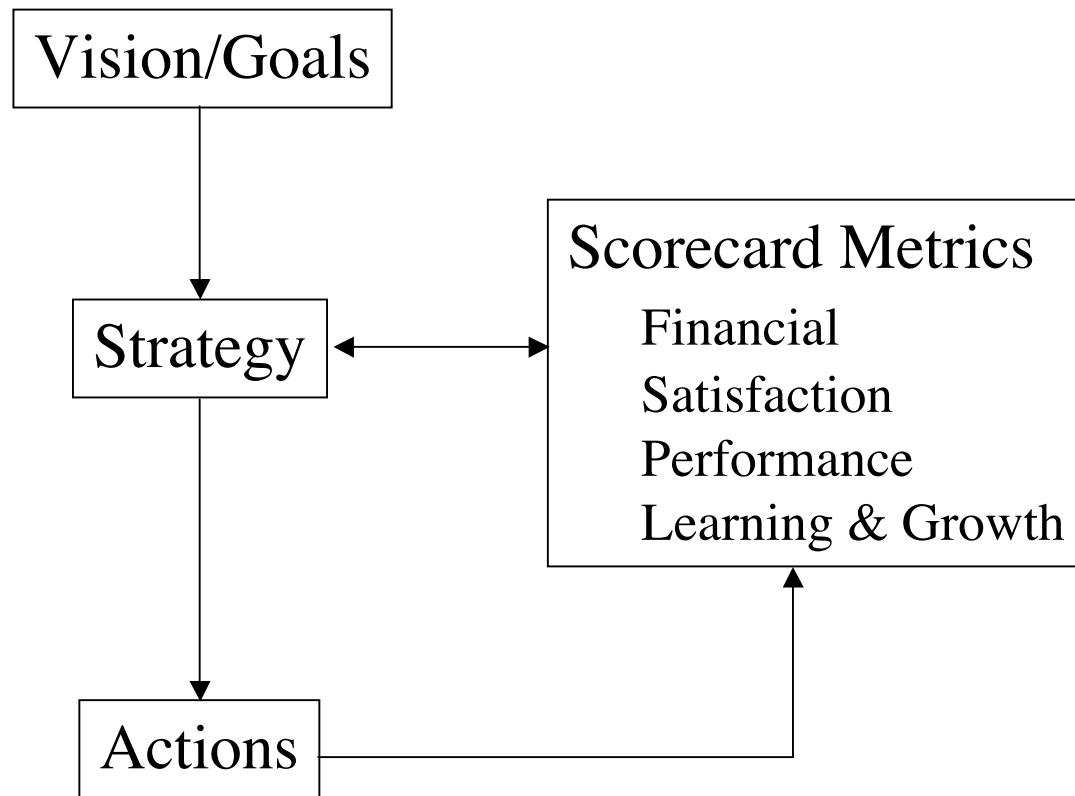 Vision/Goals
Strategy
Scorecard Metrics
Financial
Satisfaction
Performance
Learning & Growth
Actions